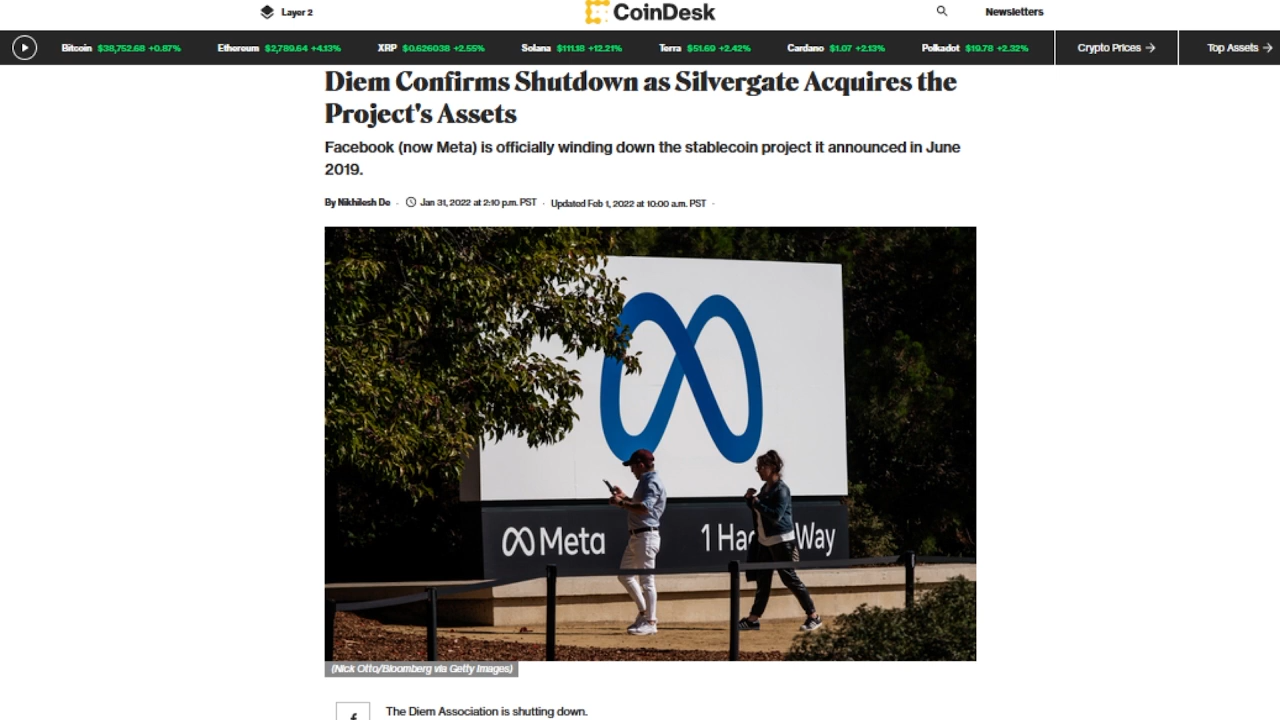 Layer 2
CoinDesk
Newsletters
Bitcoin $38,752.68 +0.87% Ethereum $2,789.64 +4.13% XRP $0.626038 +2.55% Solana $111.18 +12.21% Terra $51.69 +2.42% Cardano $1.07 +2.13% Polkadot $19.78 +2.32% Crypto Prices → Top Assets →
Diem Confirms Shutdown as Silvergate Acquires the
Project's Assets
Facebook (now Meta) is officially winding down the stablecoin project it announced in June
2019.
By Nikhilesh De · Jan 31, 2022 at 2:10 p.m. PST · Updated Feb 1, 2022 at 10:00 a.m. PST ·
Meta 1 Hac Way
(Nick Otto/Bloomberg via Getty Images)
The Diem Association is shutting down.